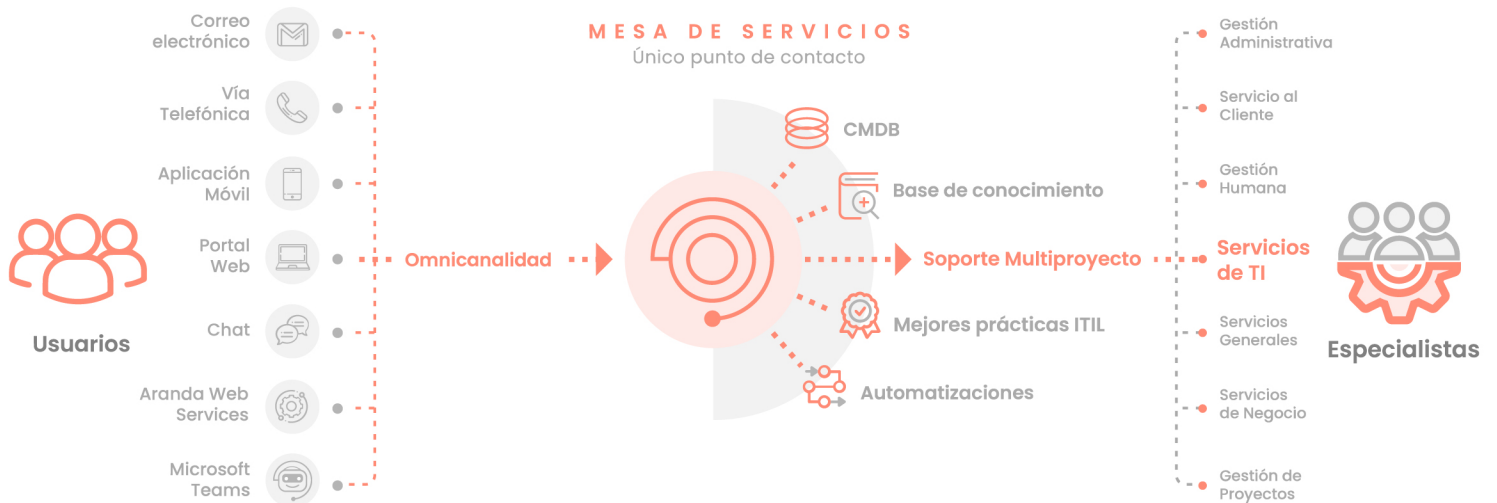 Correo
electrónico
Vía
Telefónica
Aplicación
Móvil
Portal
Web
Chat
Aranda Web
Services
Microsoft
Teams
Usuarios
Omnicanalidad
MESA DE SERVICIOS
Único punto de contacto
CMDB
Base de conocimiento
Soporte Multiproyecto
Mejores prácticas ITIL
Automatizaciones
Gestión
Administrativa
Servicio al
Cliente
Gestión
Humana
Servicios
de TI
Servicios
Generales
Servicios
de Negocio
Gestión de
Proyectos
Especialistas